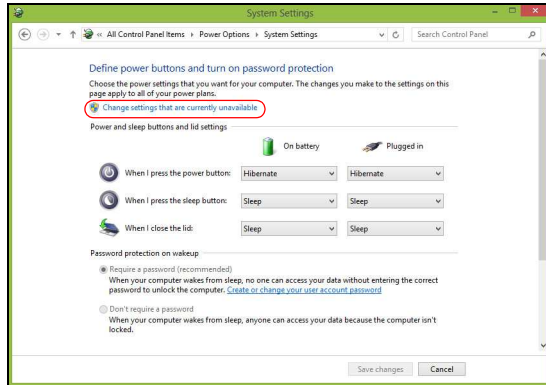 System Settings
« All Control Panel Items Power Options System Settings
Search Control Panel
Define power buttons and turn on password protection
Choose the power settings that you want for your computer. The changes you make to the settings on this
page apply to all of your power plans.
Change settings that are currently unavailable
Power and sleep buttons and lid settings
On battery Plugged in
When I press the power button: Hibernate Hibernate
When I press the sleep button: Sleep Sleep
When I close the lid: Sleep Sleep
Password protection on wakeup
Require a password (recommended)
When your computer wakes from sleep, no one can access your data without entering the correct
password to unlock the computer. Create or change your user account password
Don't require a password
When your computer wakes from sleep, anyone can access your data because the computer isn't
locked.
Save changes Cancel